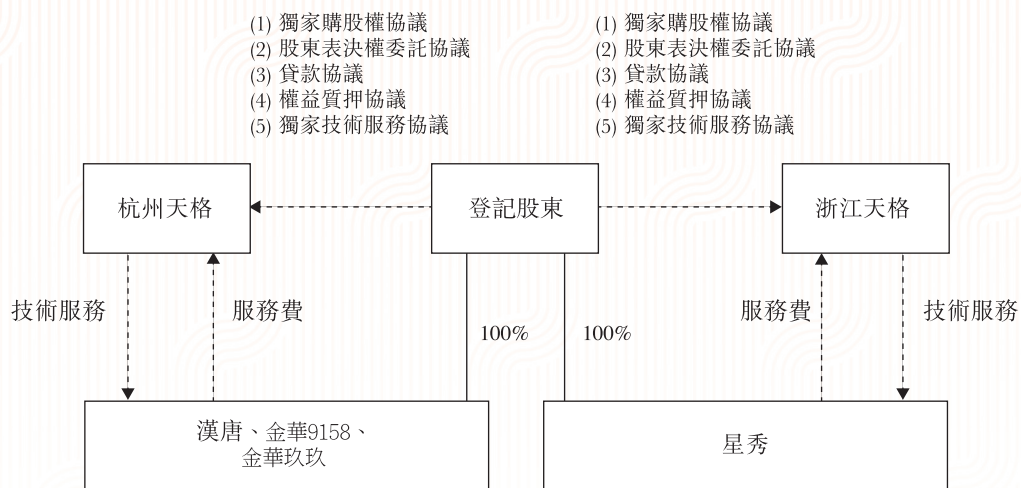 (1) 獨家購股權協議
(2) 股東表決權委託協議
(3) 貸款協議
(4) 權益質押協議
(5) 獨家技術服務協議
(1) 獨家購股權協議
(2) 股東表決權委託協議
(3) 貸款協議
(4) 權益質押協議
(5) 獨家技術服務協議
杭州天格
登記股東
浙江天格
技術服務
服務費
100%
100%
服務費
技術服務
漢唐、金華9158、
金華玖玖
星秀